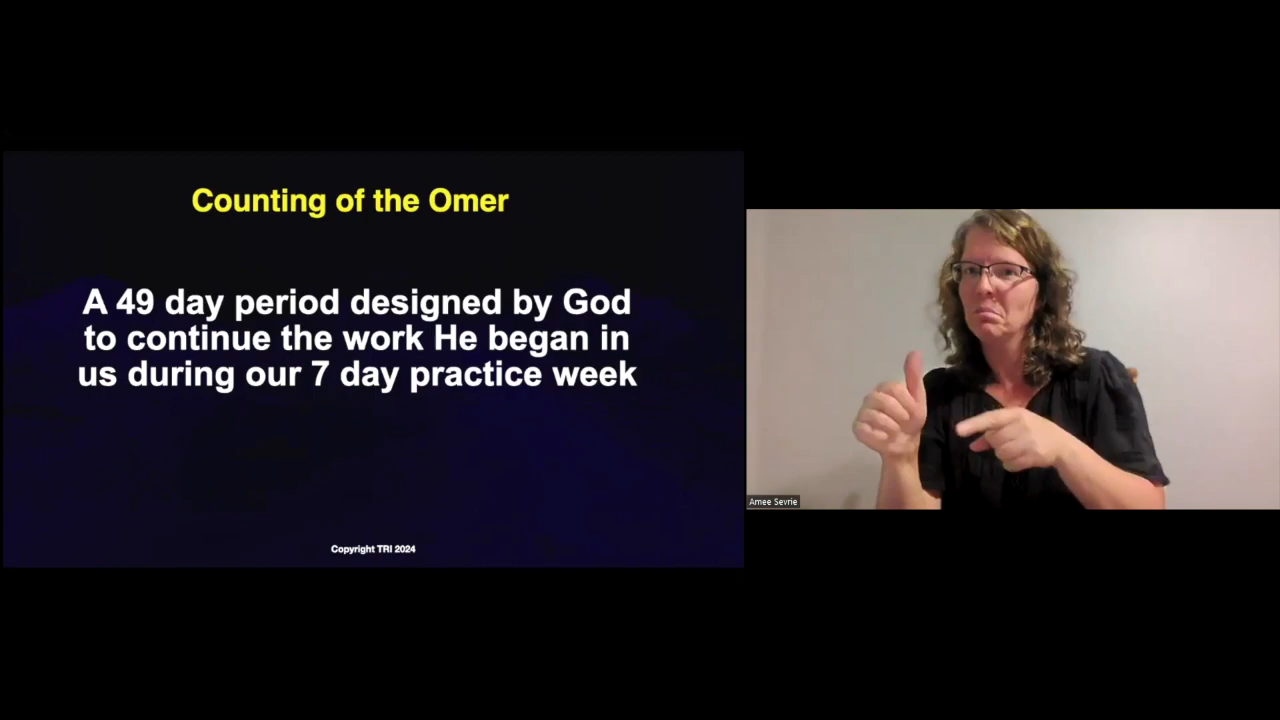 Counting of the Omer
A 49 day period designed by God
to continue the work He began in
us during our 7 day practice week
Copyright TRI 2024
Amee Sevrie